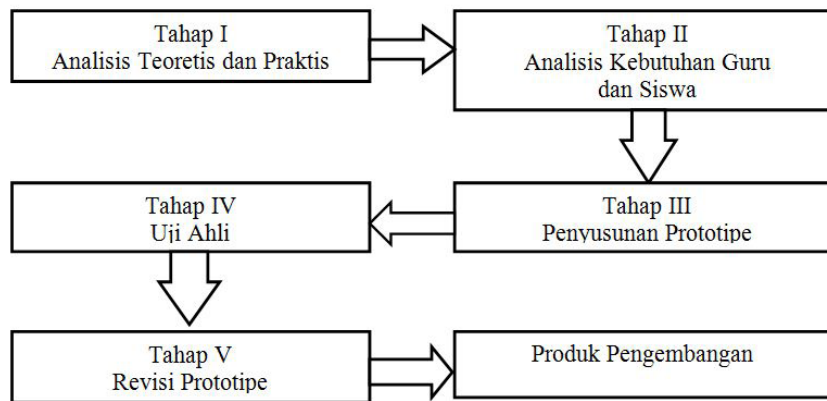 Tahap I
Analisis Teoretis dan Praktis
Tahap II
Analisis Kebutuhan Guru
dan Siswa
Tahap III
Penyusunan Prototipe
Tahap IV
Uji Ahli
Tahap V
Revisi Prototipe
Produk Pengembangan